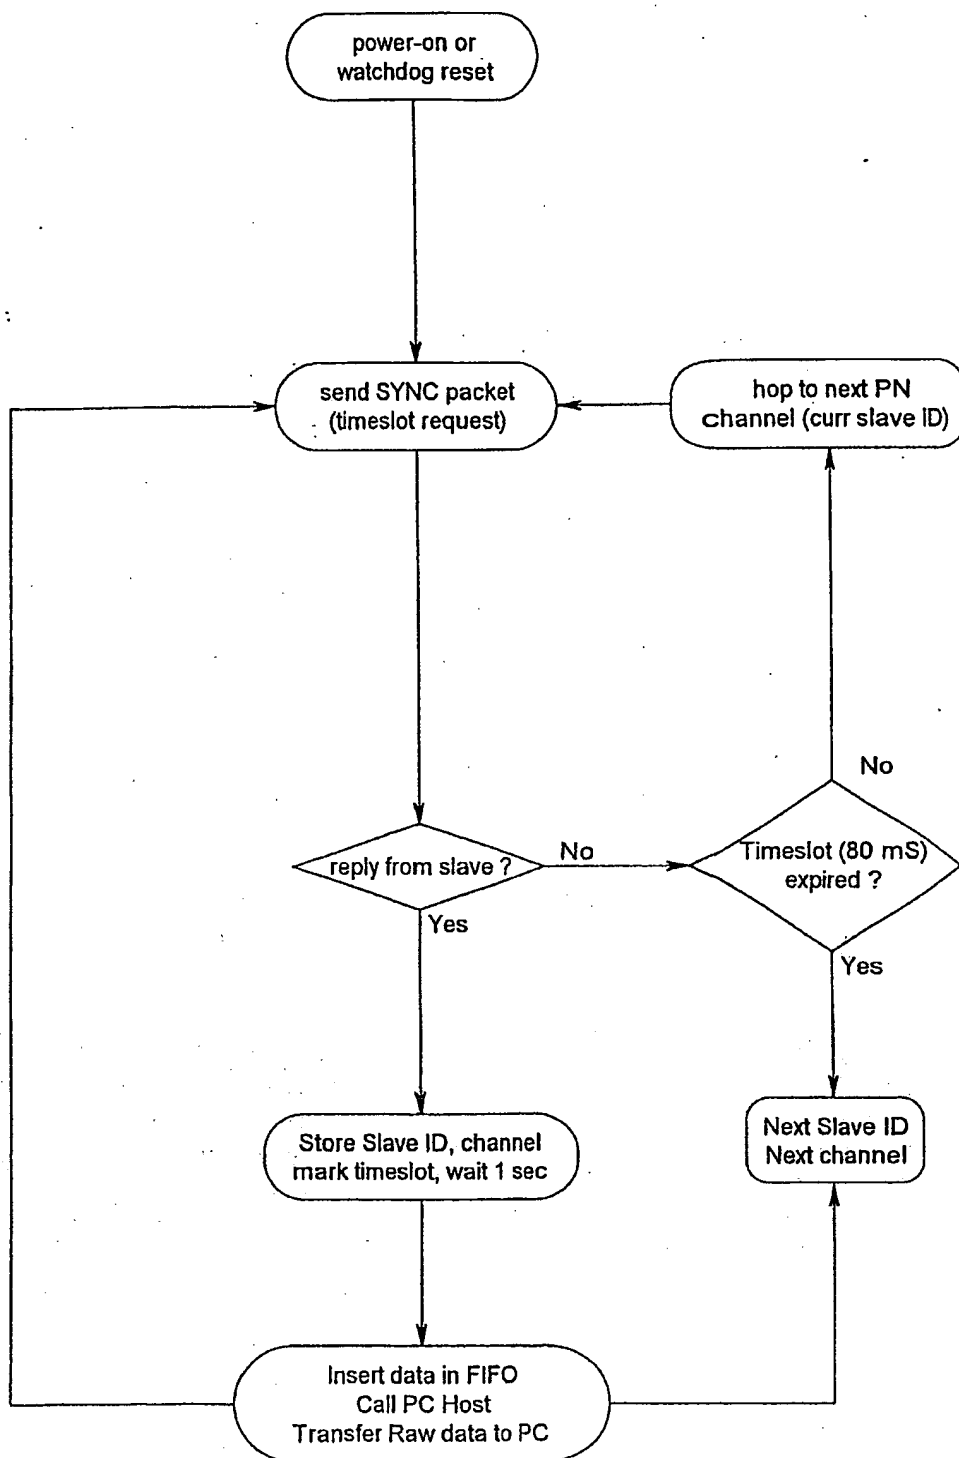 power-on or
watchdog reset
send SYNC packet
(timeslot request)
hop to next PN
channel (curr slave ID)
No
reply from slave ?
No
Timeslot (80 mS)
expired ?
Yes
Yes
Store Slave ID, channel
mark timeslot, wait 1 sec
Next Slave ID
Next channel
Insert data in FIFO
Call PC Host
Transfer Raw data to PC